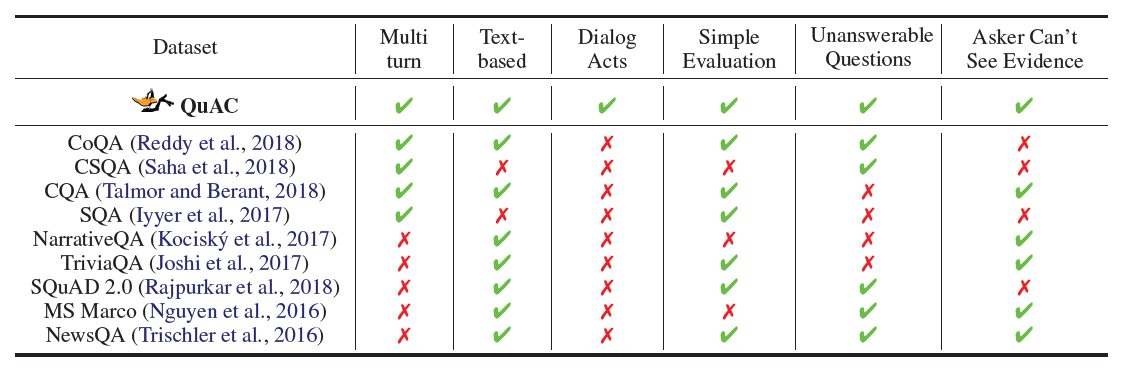 Dataset Multi turn Text-based Dialog Acts Simple Evaluation Unanswerable Questions Asker Can't See Evidence
QuAC ✔ ✔ ✔ ✔ ✔ ✔
CoQA (Reddy et al., 2018) ✔ ✔ ✗ ✔ ✔ ✗
CSQA (Saha et al., 2018) ✔ ✗ ✗ ✗ ✔ ✗
CQA (Talmor and Berant, 2018) ✔ ✔ ✗ ✔ ✗ ✔
SQA (Iyyer et al., 2017) ✔ ✗ ✗ ✔ ✗ ✗
NarrativeQA (Kociský et al., 2017) ✗ ✔ ✗ ✗ ✗ ✔
TriviaQA (Joshi et al., 2017) ✗ ✔ ✗ ✔ ✗ ✔
SQuAD 2.0 (Rajpurkar et al., 2018) ✗ ✔ ✗ ✔ ✔ ✗
MS Marco (Nguyen et al., 2016) ✗ ✔ ✗ ✗ ✔ ✔
NewsQA (Trischler et al., 2016) ✗ ✔ ✗ ✔ ✔ ✔